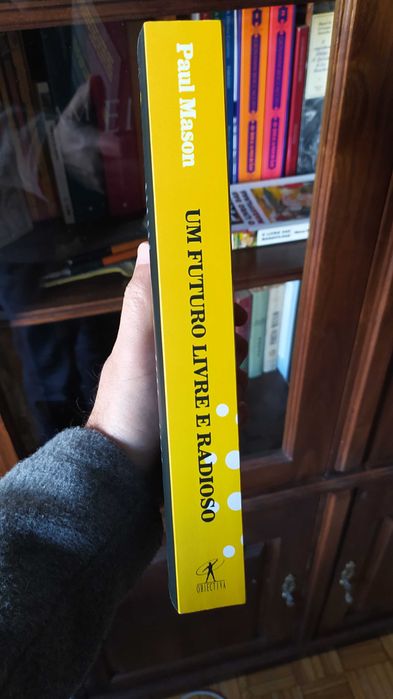 Paul Mason
UM FUTURO LIVRE E RADIOSO
OBJECTIVA